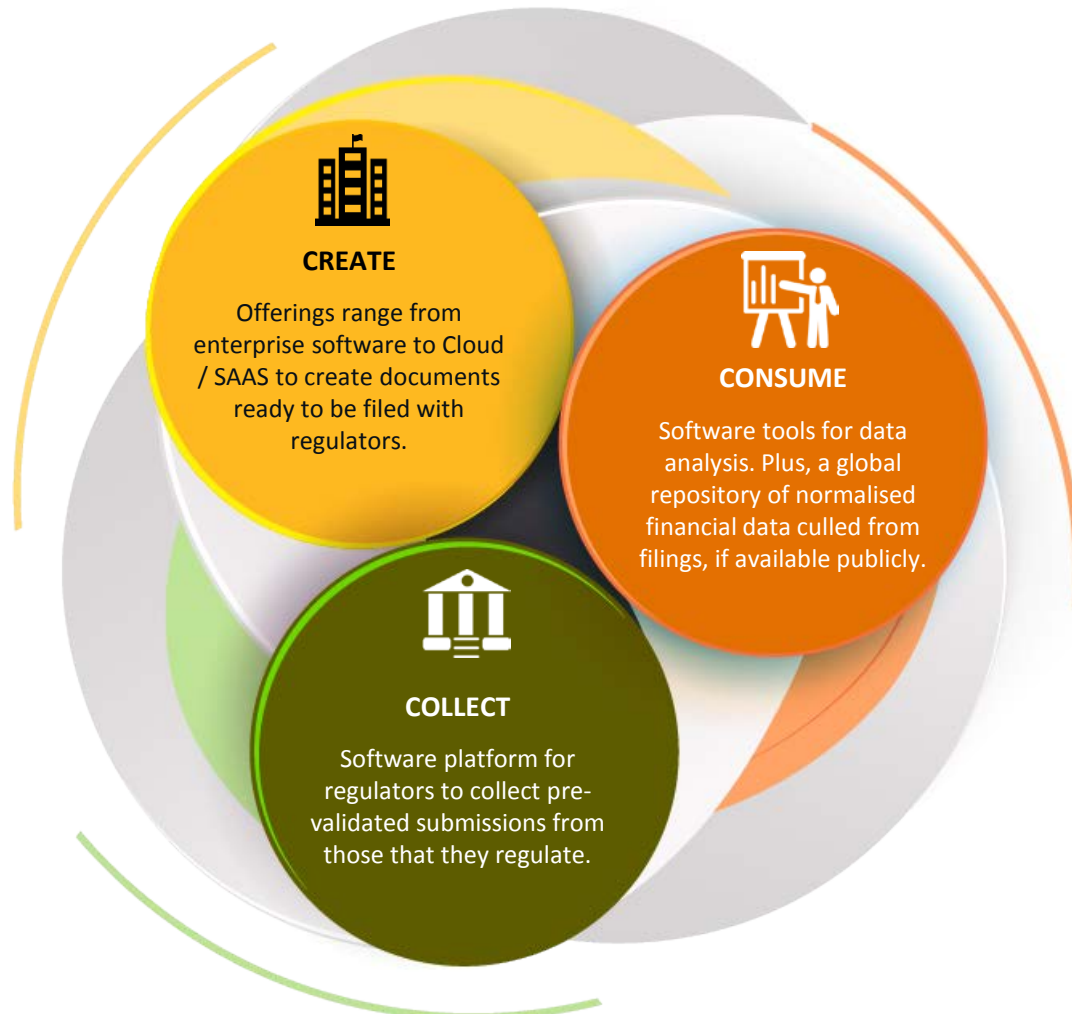 CREATE
Offerings range from
enterprise software to Cloud
/ SAAS to create documents
ready to be filed with
regulators.
CONSUME
Software tools for data
analysis. Plus, a global
repository of normalised
financial data culled from
filings, if available publicly.
COLLECT
Software platform for
regulators to collect pre-
validated submissions from
those that they regulate.